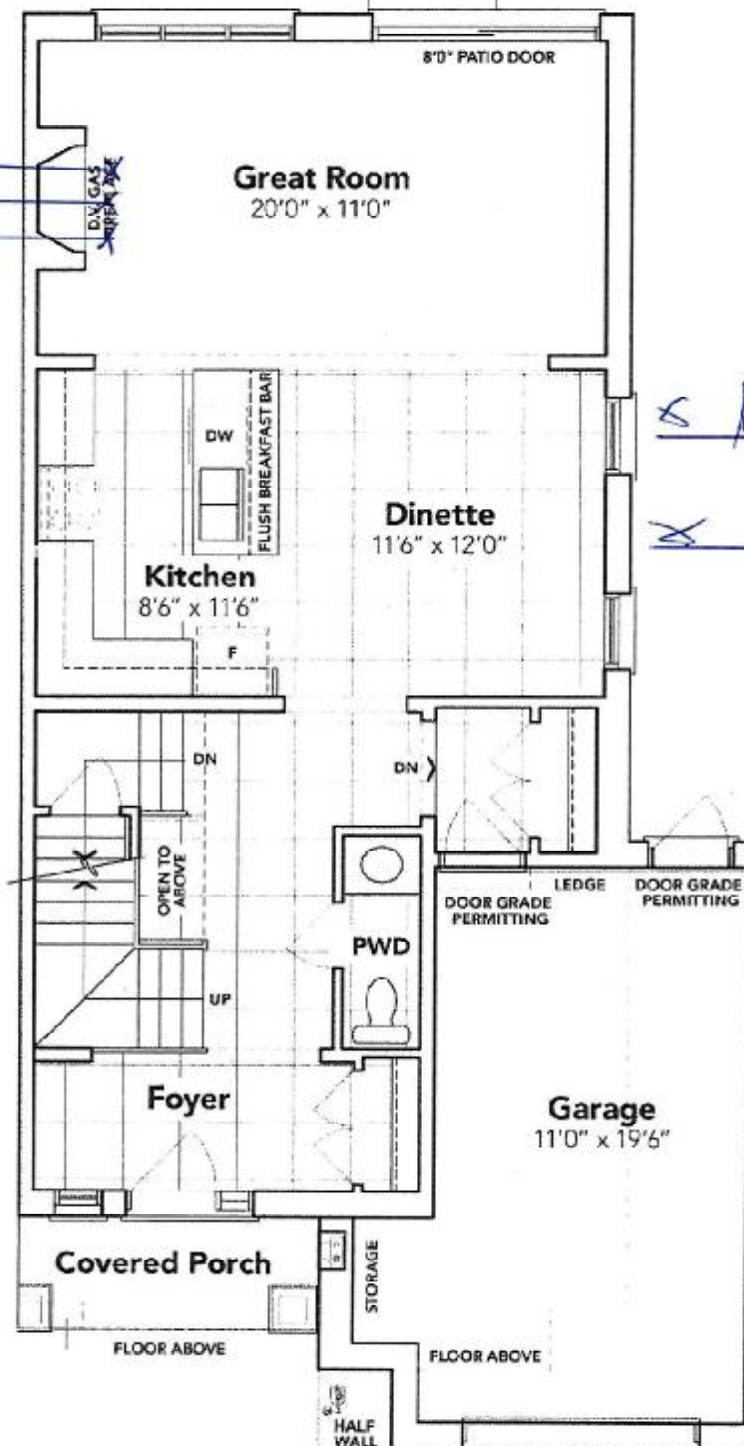 8'0" PATIO DOOR
D.V. GAS
FIREPLACE
Great Room
20'0" x 11'0"
DW
FLUSH BREAKFAST BAR
Dinette
11'6" x 12'0"
Kitchen
8'6" x 11'6"
F
DN
DN
OPEN TO
ABOVE
DOOR GRADE
PERMITTING
LEDGE
DOOR GRADE
PERMITTING
PWD
UP
Foyer
Garage
11'0" x 19'6"
Covered Porch
STORAGE
FLOOR ABOVE
FLOOR ABOVE
HALF
WALL